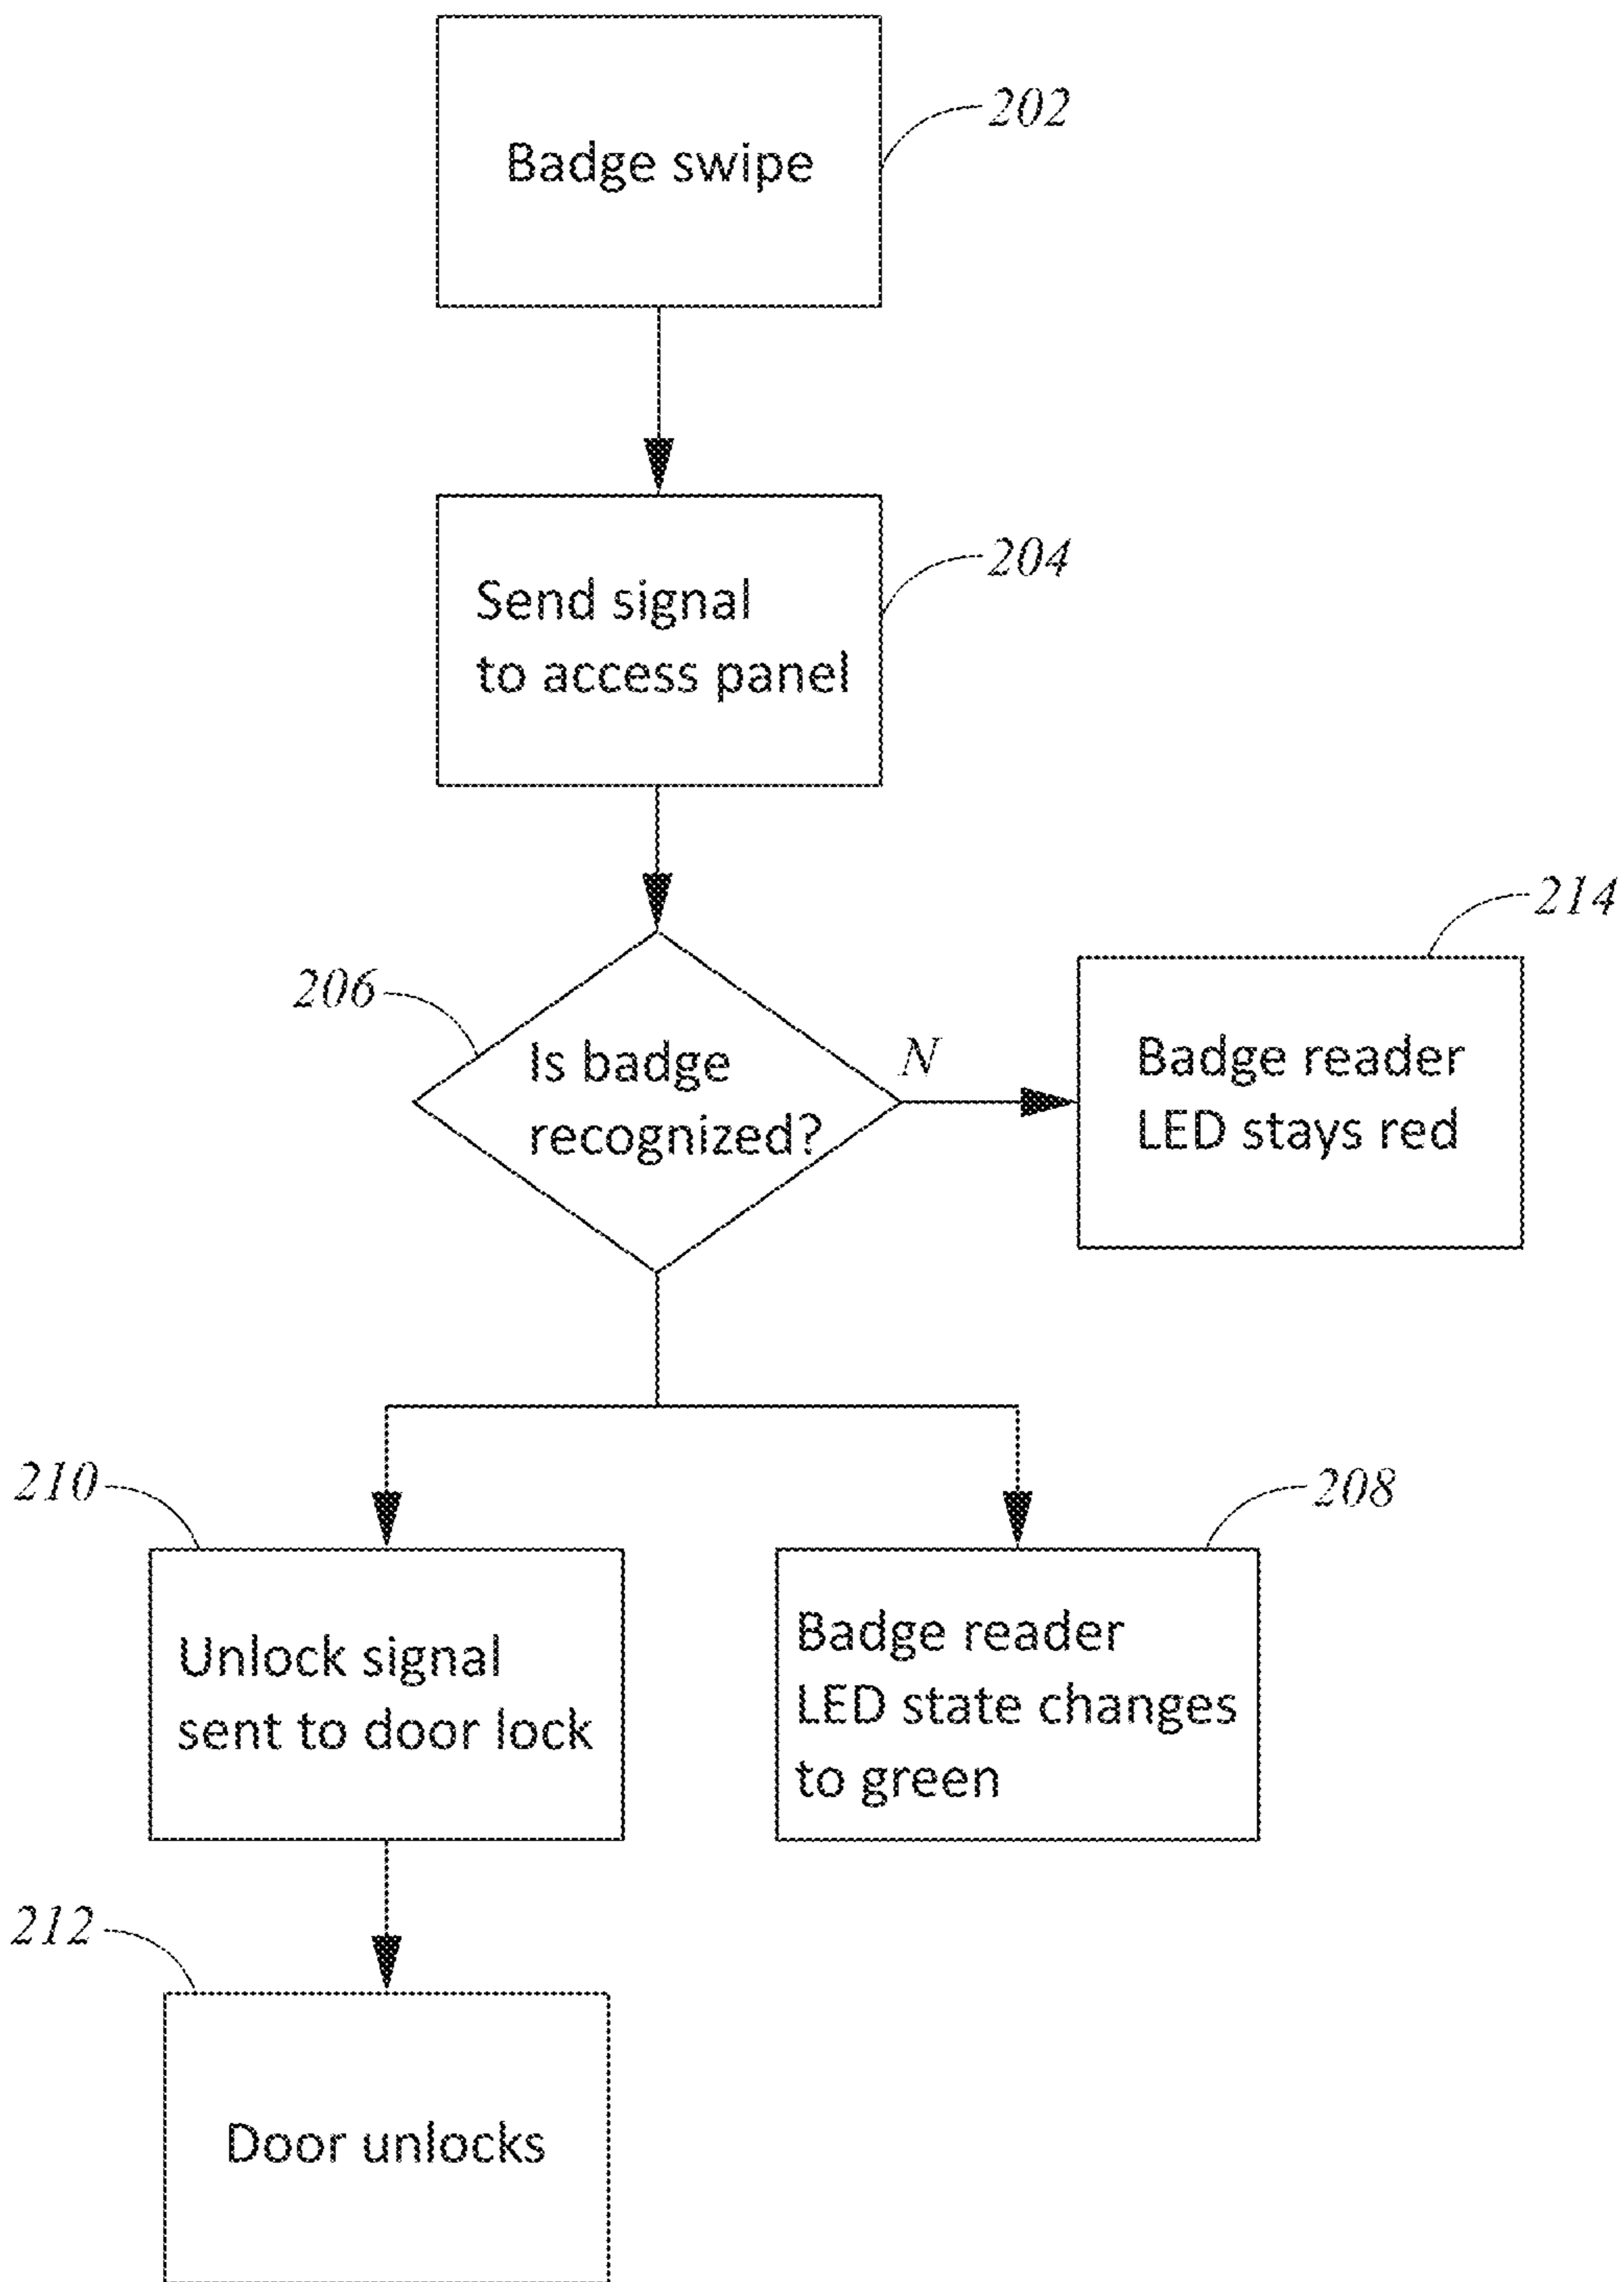 Badge swipe
202
Send signal
to access panel
204
206
Is badge
recognized?
N
214
Badge reader
LED stays red
210
Unlock signal
sent to door lock
208
Badge reader
LED state changes
to green
212
Door unlocks